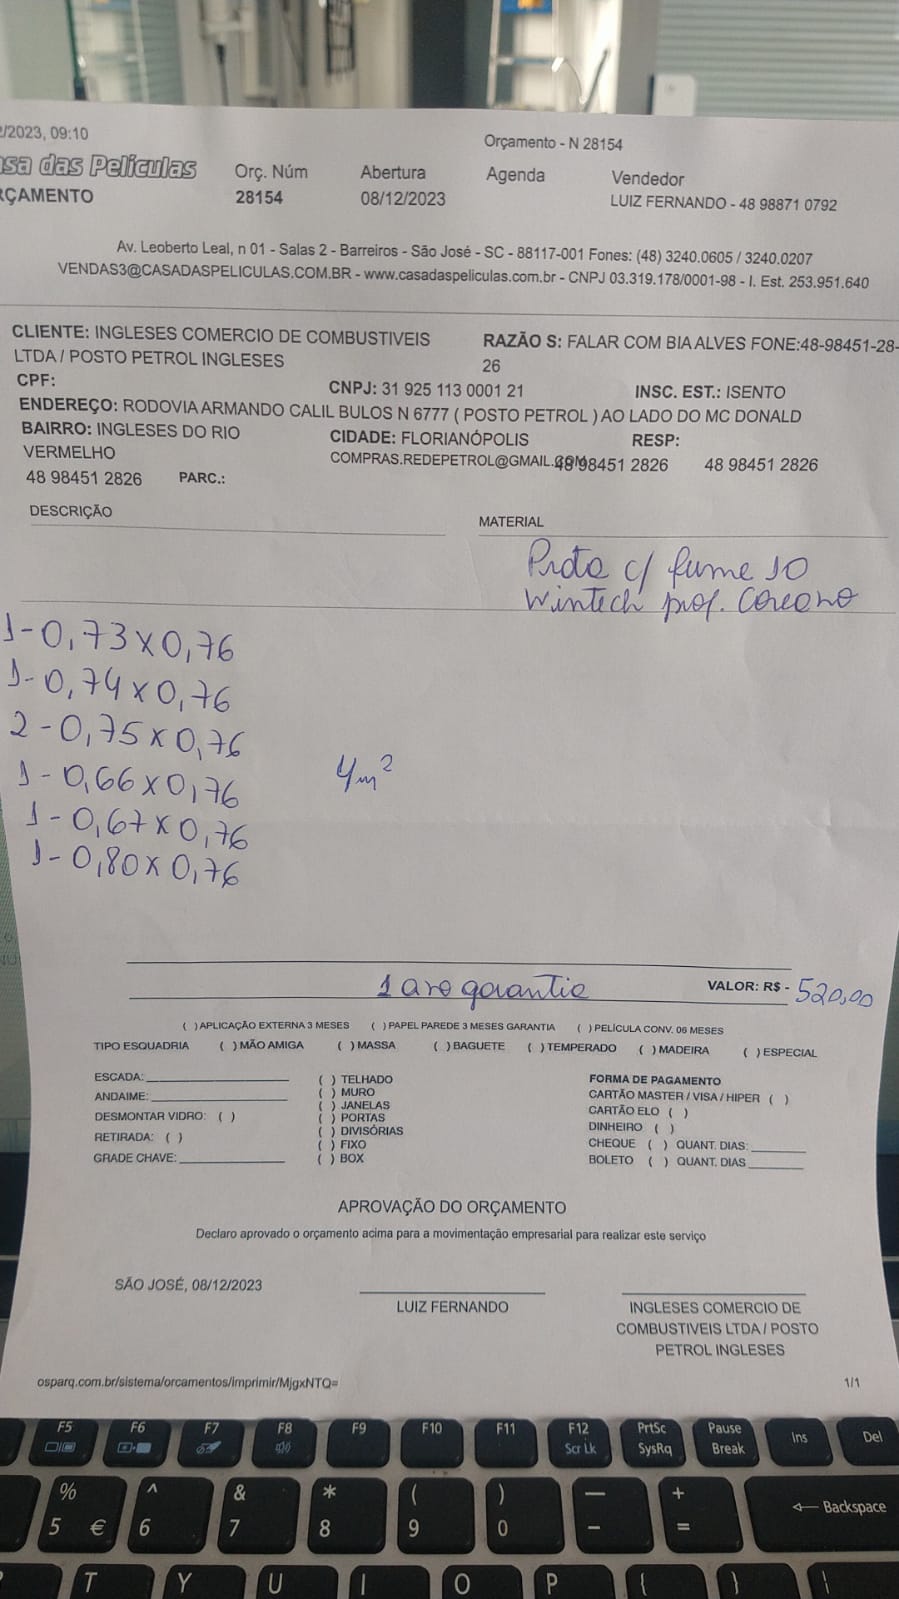 2/2023, 09:10
Orçamento - N 28154
asa das Películas
Orç. Núm
Abertura
Agenda
Vendedor
RÇAMENTO
28154
08/12/2023
LUIZ FERNANDO - 48 98871 0792
Av. Leoberto Leal, n 01 - Salas 2 - Barreiros - São José - SC - 88117-001 Fones: (48) 3240.0605 / 3240.0207
VENDAS3@CASADASPELICULAS.COM.BR - www.casadaspeliculas.com.br - CNPJ 03.319.178/0001-98 - I. Est. 253.951.640
CLIENTE: INGLESES COMERCIO DE COMBUSTIVEIS
LTDA / POSTO PETROL INGLESES
RAZÃO S: FALAR COM BIA ALVES FONE:48-98451-28-
26
CPF:
CNPJ: 31 925 113 0001 21
INSC. EST.: ISENTO
ENDEREÇO: RODOVIA ARMANDO CALIL BULOS N 6777 ( POSTO PETROL ) AO LADO DO MC DONALD
BAIRRO: INGLESES DO RIO
VERMELHO
CIDADE: FLORIANÓPOLIS
RESP:
COMPRAS.REDEPETROL@GMAIL.COM
48 98451 2826
48 98451 2826
48 98451 2826
PARC.:
DESCRIÇÃO
MATERIAL
c/ fume 10
Wintech prof. Coreano
1-0,73x0,76
1-0,74x0,76
2-0,75x0,76
1-0,66x0,76
4m²
1-0,67x0,76
1-0,80x0,76
1 ano garantia
VALOR: R$ - 520,00
( ) APLICAÇÃO EXTERNA 3 MESES ( ) PAPEL PAREDE 3 MESES GARANTIA ( ) PELÍCULA CONV. 06 MESES
TIPO ESQUADRIA ( ) MÃO AMIGA ( ) MASSA ( ) BAGUETE ( ) TEMPERADO ( ) MADEIRA ( ) ESPECIAL
ESCADA:
ANDAIME:
DESMONTAR VIDRO: ( )
RETIRADA: ( )
GRADE CHAVE:
( ) TELHADO
( ) MURO
( ) JANELAS
( ) PORTAS
( ) DIVISÓRIAS
( ) FIXO
( ) BOX
FORMA DE PAGAMENTO
CARTÃO MASTER / VISA / HIPER ( )
CARTÃO ELO ( )
DINHEIRO ( )
CHEQUE ( ) QUANT. DIAS:
BOLETO ( ) QUANT. DIAS
APROVAÇÃO DO ORÇAMENTO
Declaro aprovado o orçamento acima para a movimentação empresarial para realizar este serviço
SÃO JOSÉ, 08/12/2023
LUIZ FERNANDO
INGLESES COMERCIO DE
COMBUSTIVEIS LTDA / POSTO
PETROL INGLESES
osparq.com.br/sistema/orcamentos/imprimir/MjgxNTQ=
1/1
F5 F6 F7 F8 F9 F10 F11 F12 PrtSc Pause Ins Del
Scr Lk SysRq Break
% ^ & * ( ) — +
5 € 6 7 8 9 0 - = Backspace
T Y U I O P { } |